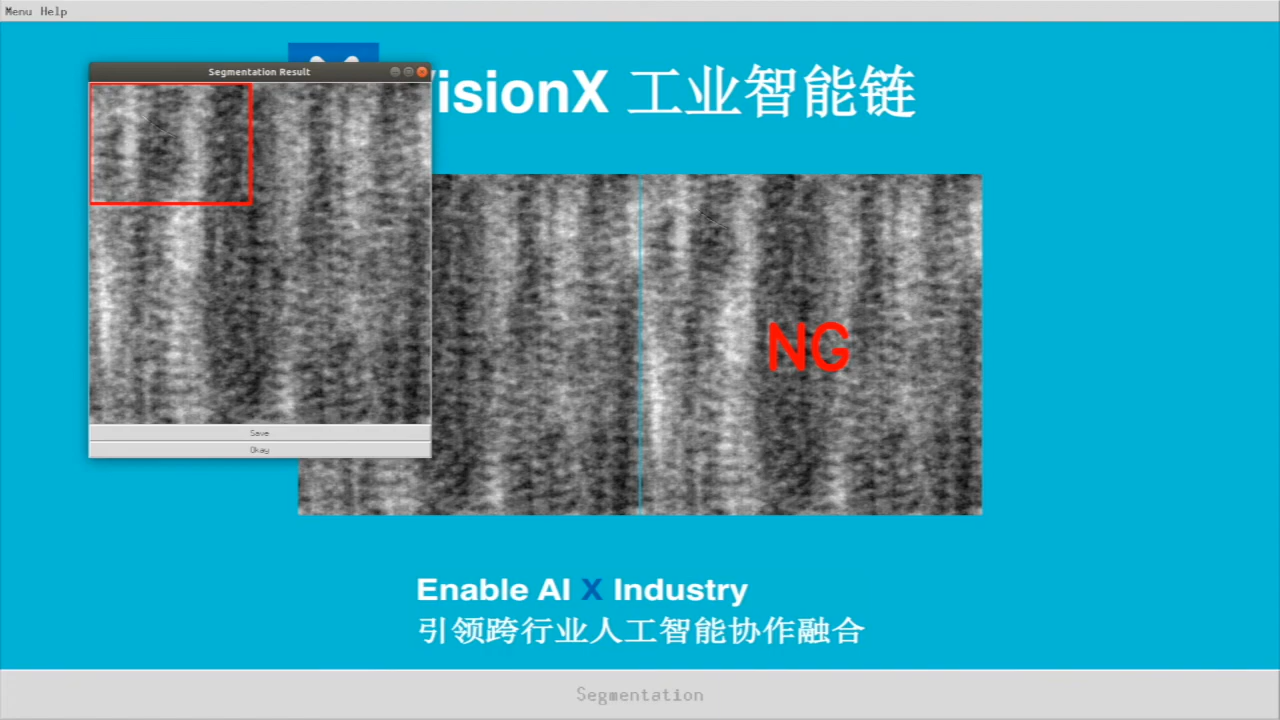 Menu Help
Segmentation Result
isionX 工业智能链
NG
Save
Okay
Enable AI X Industry
引领跨行业人工智能协作融合
Segmentation